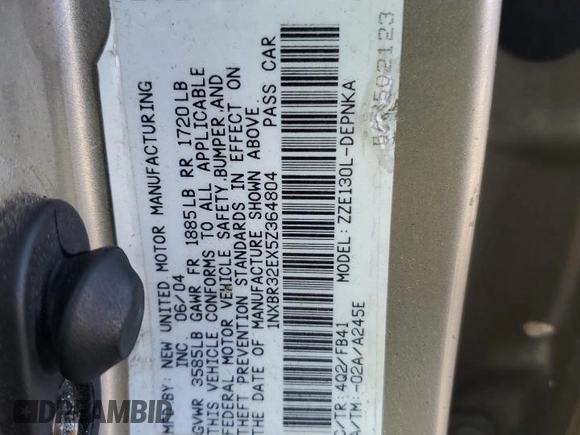 MFD.BY: NEW UNITED MOTOR MANUFACTURING
INC. 06/04
GVWR 3585LB GAWR FR 1885LB RR 1720LB
THIS VEHICLE CONFORMS TO ALL APPLICABLE
FEDERAL MOTOR VEHICLE SAFETY,BUMPER AND
THEFT PREVENTION STANDARDS IN EFFECT ON
THE DATE OF MANUFACTURE SHOWN ABOVE.
1NXBR32EX5Z364804 PASS CAR
C/TR: 4Q2/FB41 MODEL: ZZE130L-DEPNKA
A/TM: -02A/A245E
DREAMBID